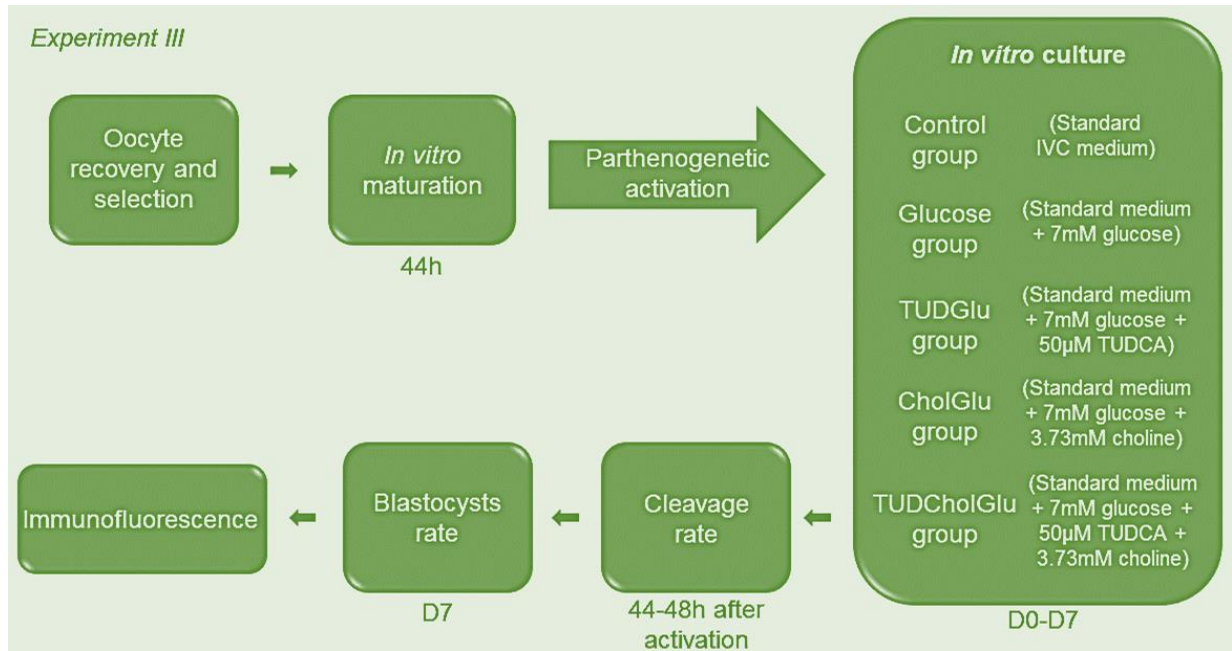 Experiment III
Oocyte
recovery and
selection
In vitro
maturation
44h
Parthenogenetic
activation
In vitro culture
Control
group
(Standard
IVC medium)
Glucose
group
(Standard medium
+ 7mM glucose)
TUDGlu
group
(Standard medium
+ 7mM glucose +
50µM TUDCA)
CholGlu
group
(Standard medium
+ 7mM glucose +
3.73mM choline)
TUDCholGlu
group
(Standard medium
+ 7mM glucose +
50µM TUDCA +
3.73mM choline)
D0-D7
Cleavage
rate
44-48h after
activation
Blastocysts
rate
D7
Immunofluorescence